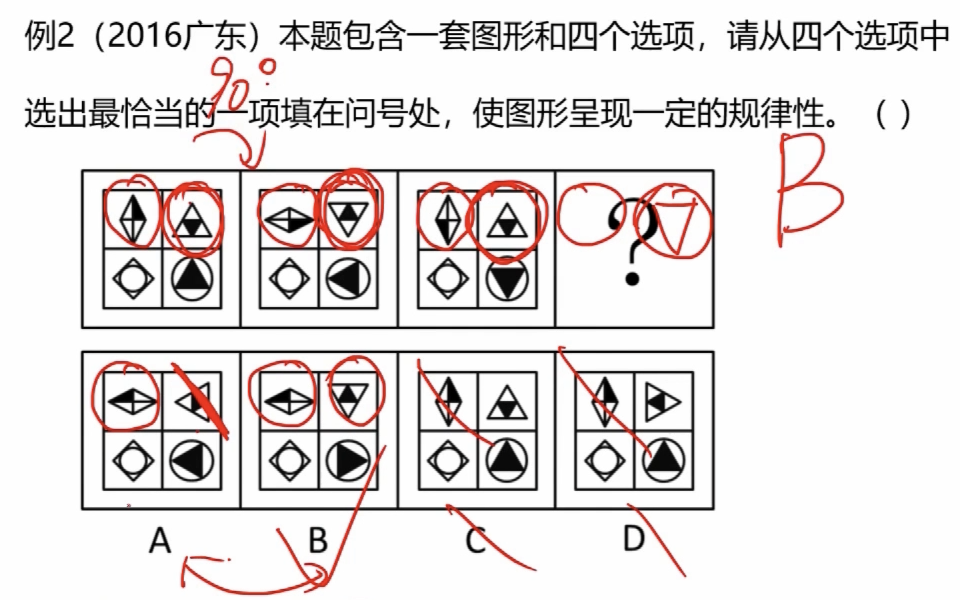 例2（2016广东）本题包含一套图形和四个选项，请从四个选项中
90°
选出最恰当的一项填在问号处，使图形呈现一定的规律性。（ ）
B
?
A B C D